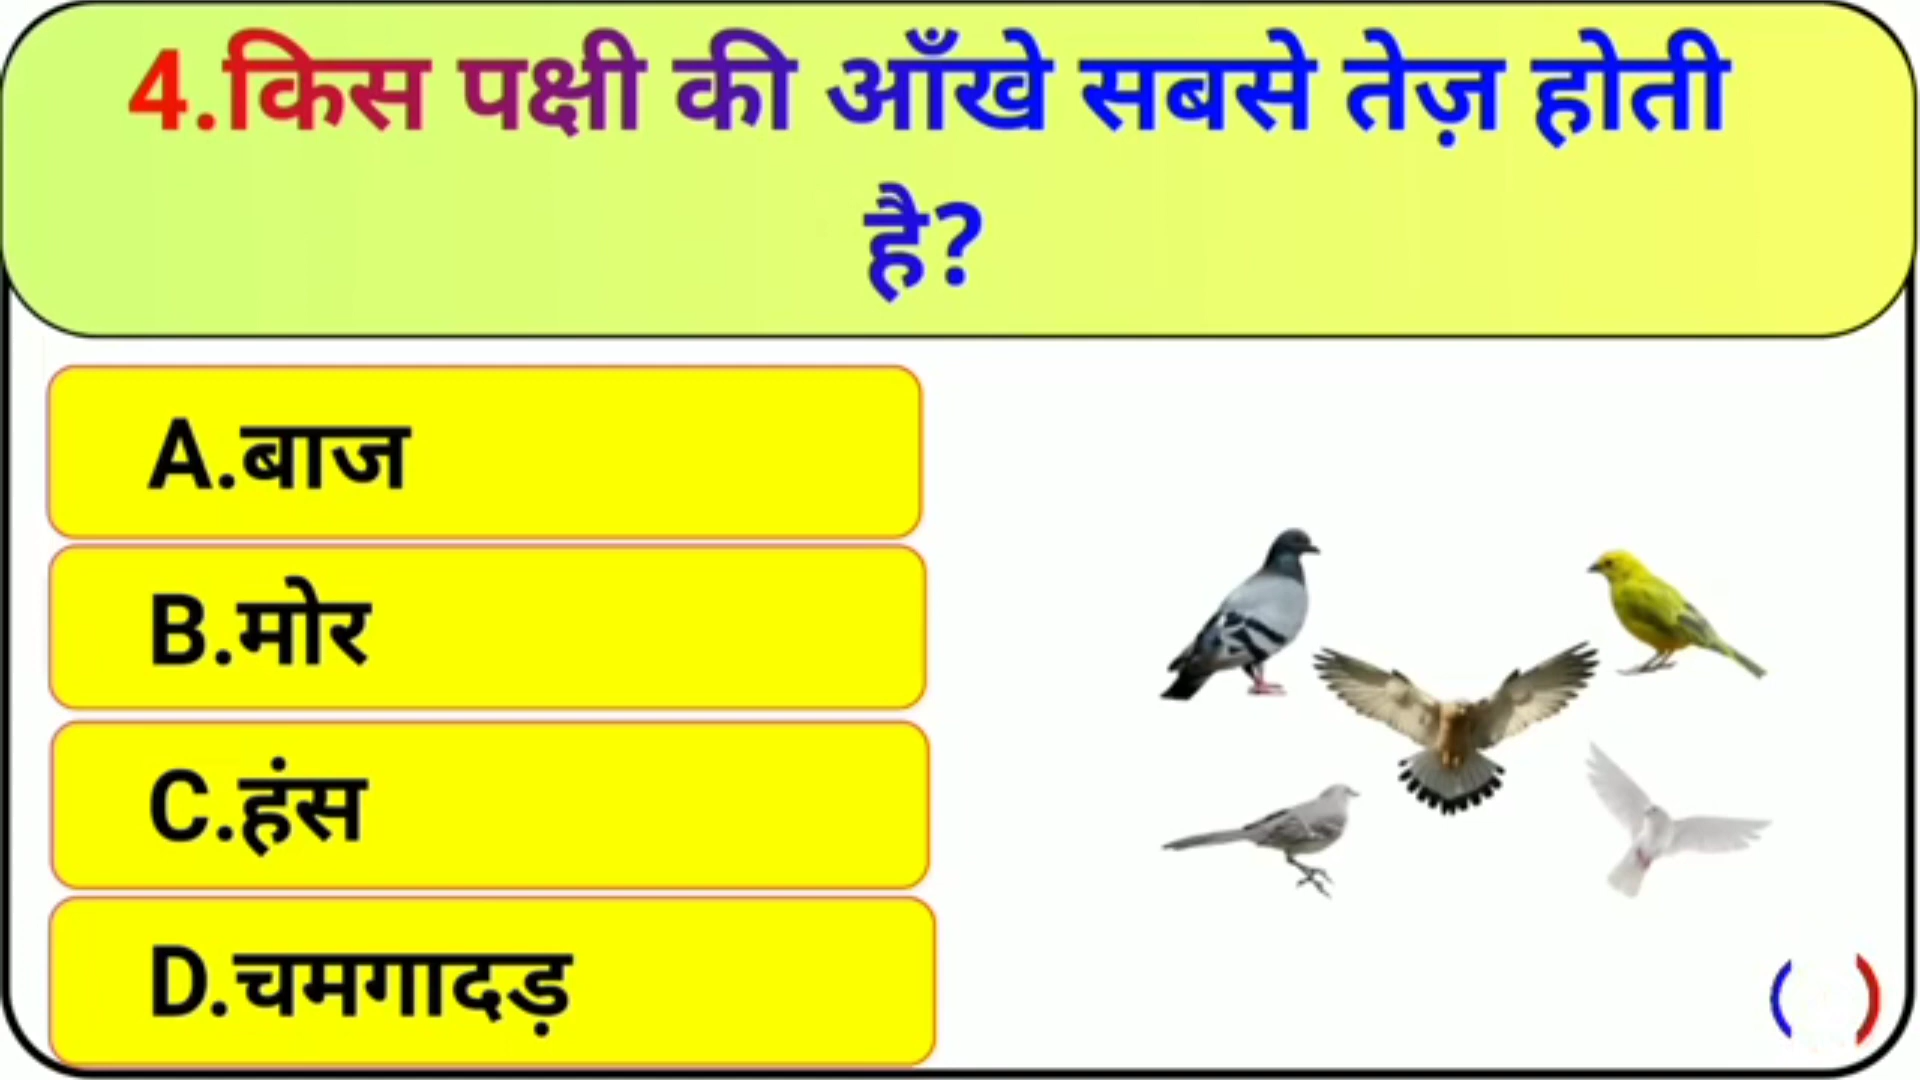 4.किस पक्षी की आँखे सबसे तेज़ होती
है?
A.बाज
B.मोर
C.हंस
D.चमगादड़